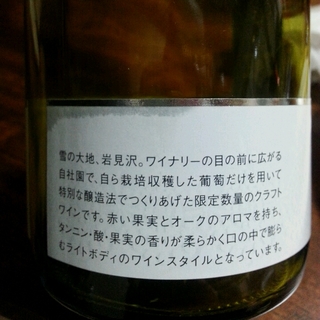 雪の大地、岩見沢。ワイナリーの目の前に広がる
自社園で、自ら栽培収穫した葡萄だけを用いて
特別な醸造法でつくりあげた限定数量のクラフト
ワインです。赤い果実とオークのアロマを持ち、
タンニン・酸・果実の香りが柔らかく口の中で膨ら
むライトボディのワインスタイルとなっています。